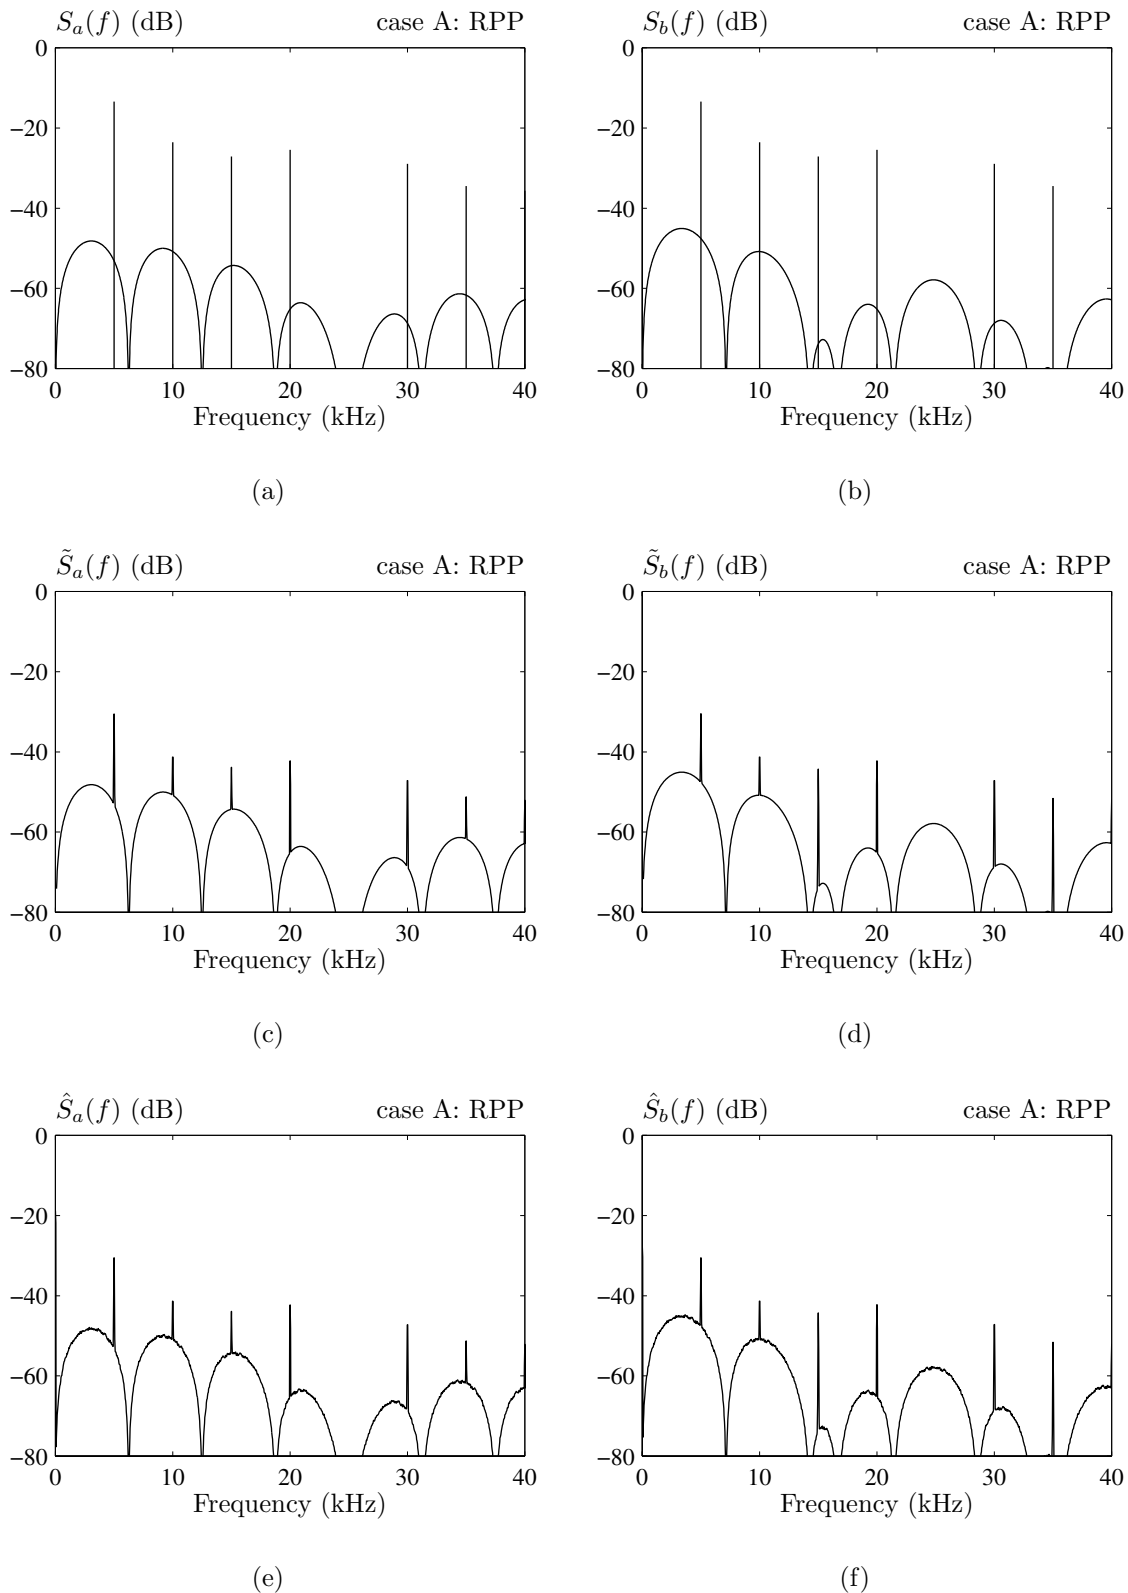 S_a(f) (dB) case A: RPP
0
−20
−40
−60
−80
0 10 20 30 40
Frequency (kHz)
(a)
S_b(f) (dB) case A: RPP
0
−20
−40
−60
−80
0 10 20 30 40
Frequency (kHz)
(b)
S̃_a(f) (dB) case A: RPP
0
−20
−40
−60
−80
0 10 20 30 40
Frequency (kHz)
(c)
S̃_b(f) (dB) case A: RPP
0
−20
−40
−60
−80
0 10 20 30 40
Frequency (kHz)
(d)
Ŝ_a(f) (dB) case A: RPP
0
−20
−40
−60
−80
0 10 20 30 40
Frequency (kHz)
(e)
Ŝ_b(f) (dB) case A: RPP
0
−20
−40
−60
−80
0 10 20 30 40
Frequency (kHz)
(f)